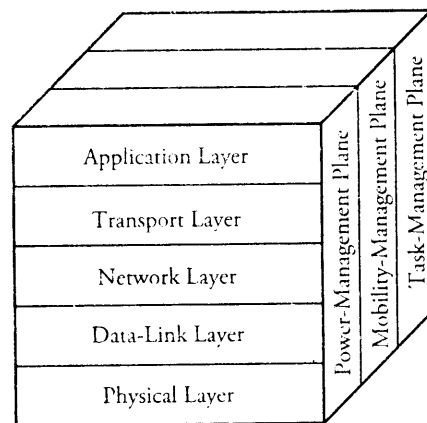 Application Layer
Transport Layer
Network Layer
Data-Link Layer
Physical Layer
Power-Management Plane
Mobility-Management Plane
Task-Management Plane